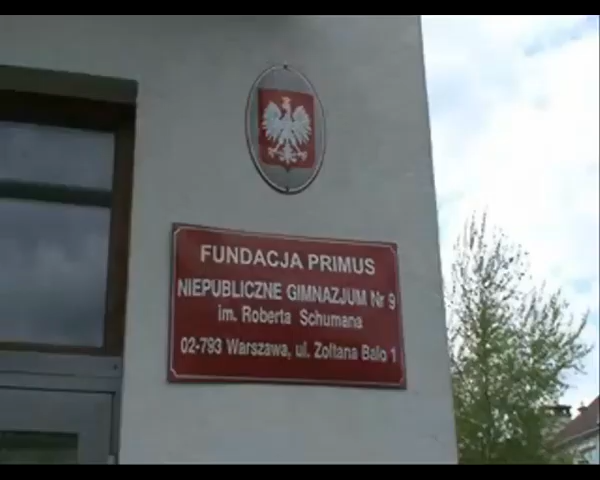 FUNDACJA PRIMUS
NIEPUBLICZNE GIMNAZJUM Nr 9
im. Roberta Schumana
02-793 Warszawa, ul. Zoltana Balo 1